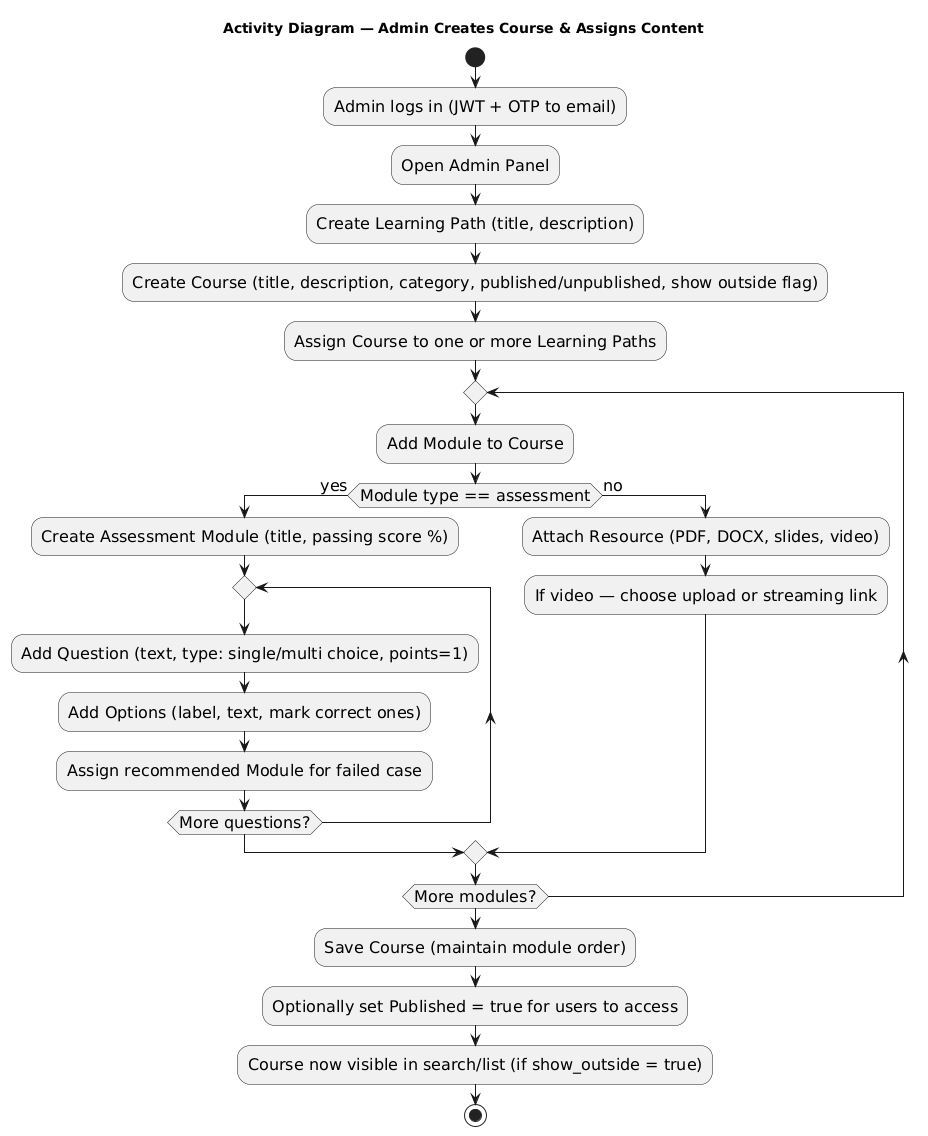 Activity Diagram — Admin Creates Course & Assigns Content
Admin logs in (JWT + OTP to email)
Open Admin Panel
Create Learning Path (title, description)
Create Course (title, description, category, published/unpublished, show outside flag)
Assign Course to one or more Learning Paths
Add Module to Course
yes
Module type == assessment
no
Create Assessment Module (title, passing score %)
Add Question (text, type: single/multi choice, points=1)
Add Options (label, text, mark correct ones)
Assign recommended Module for failed case
More questions?
Attach Resource (PDF, DOCX, slides, video)
If video — choose upload or streaming link
More modules?
Save Course (maintain module order)
Optionally set Published = true for users to access
Course now visible in search/list (if show_outside = true)